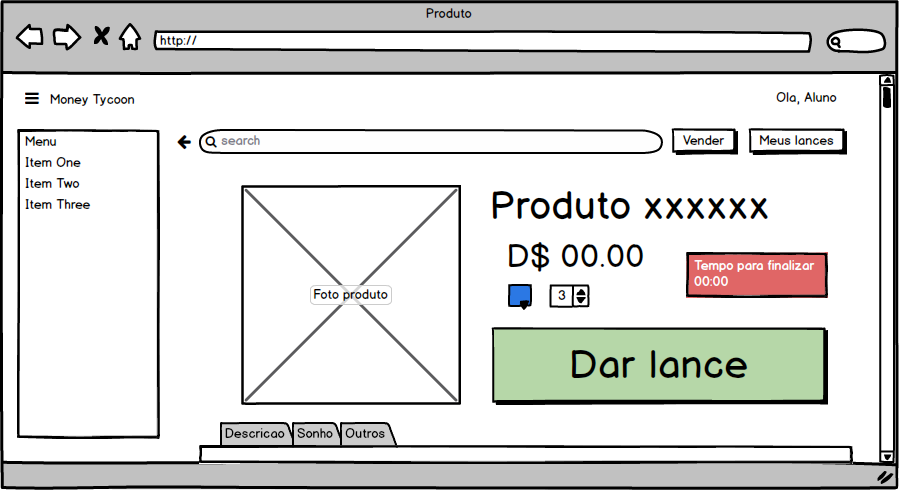 Produto
http://
Money Tycoon
Ola, Aluno
Menu
Item One
Item Two
Item Three
search
Vender
Meus lances
Foto produto
Produto xxxxxx
D$ 00.00
3
Tempo para finalizar
00:00
Dar lance
Descricao
Sonho
Outros